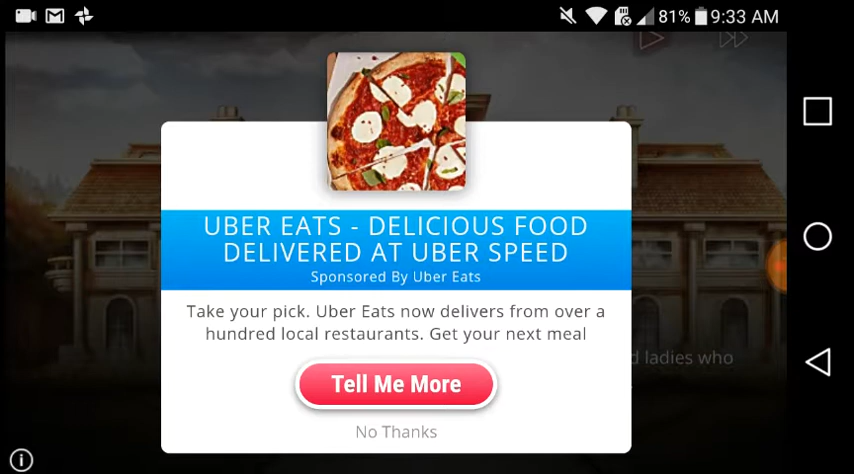 81% 9:33 AM
UBER EATS - DELICIOUS FOOD
DELIVERED AT UBER SPEED
Sponsored By Uber Eats
Take your pick. Uber Eats now delivers from over a
hundred local restaurants. Get your next meal
d ladies who
Tell Me More
No Thanks